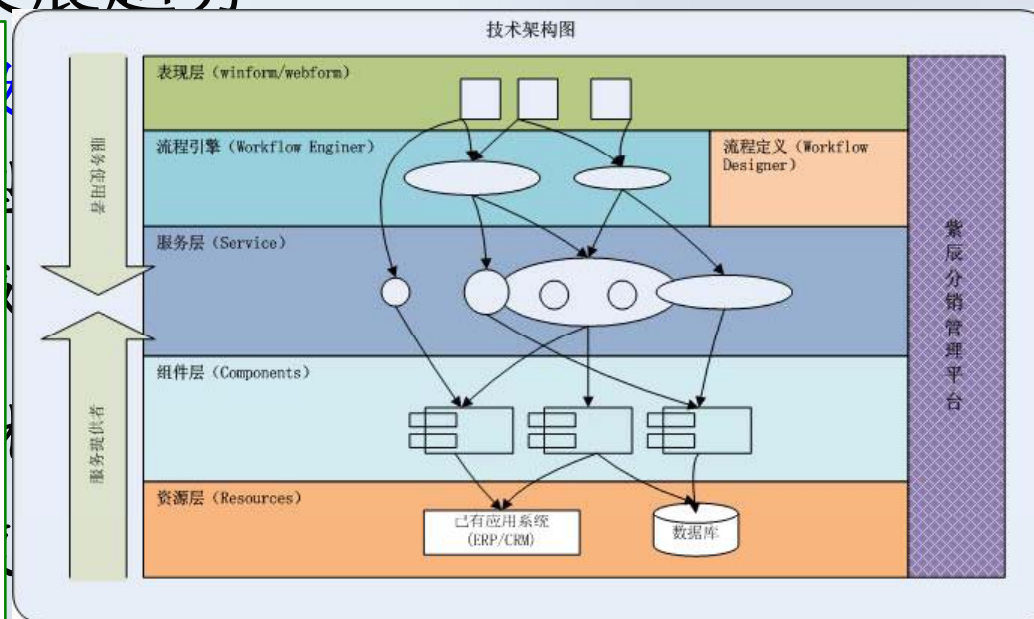 技术架构图
表现层（winform/webform）
流程引擎（Workflow Enginer）
流程定义（Workflow
Designer）
服务层（Service）
组件层（Components）
资源层（Resources）
已有应用系统
(ERP/CRM)
数据库
服务使用者
服务提供者
紫辰分销管理平台